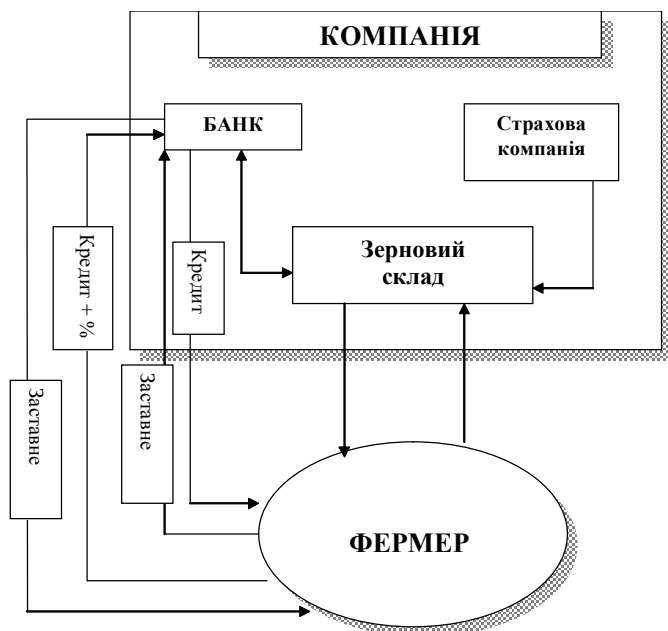 КОМПАНІЯ
БАНК
Страхова
компанія
Зерновий
склад
Кредит + %
Кредит
Заставне
Заставне
ФЕРМЕР